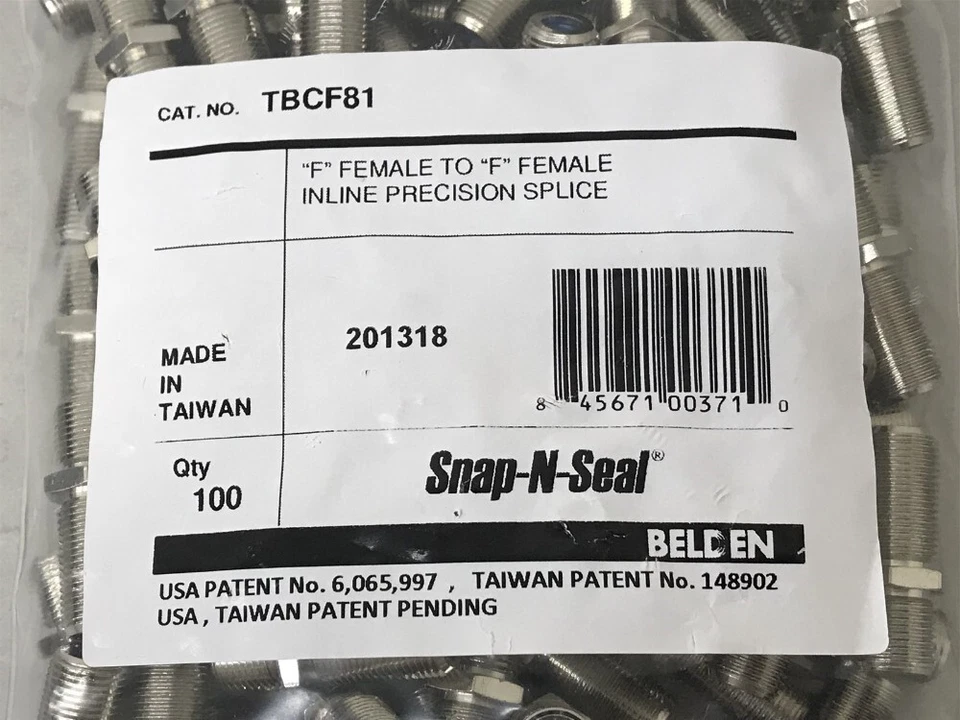 CAT. NO. TBCF81
"F" FEMALE TO "F" FEMALE
INLINE PRECISION SPLICE
MADE
IN
TAIWAN
201318
8 45671 00371 0
Qty
100
Snap-N-Seal®
BELDEN
USA PATENT No. 6,065,997 , TAIWAN PATENT No. 148902
USA , TAIWAN PATENT PENDING